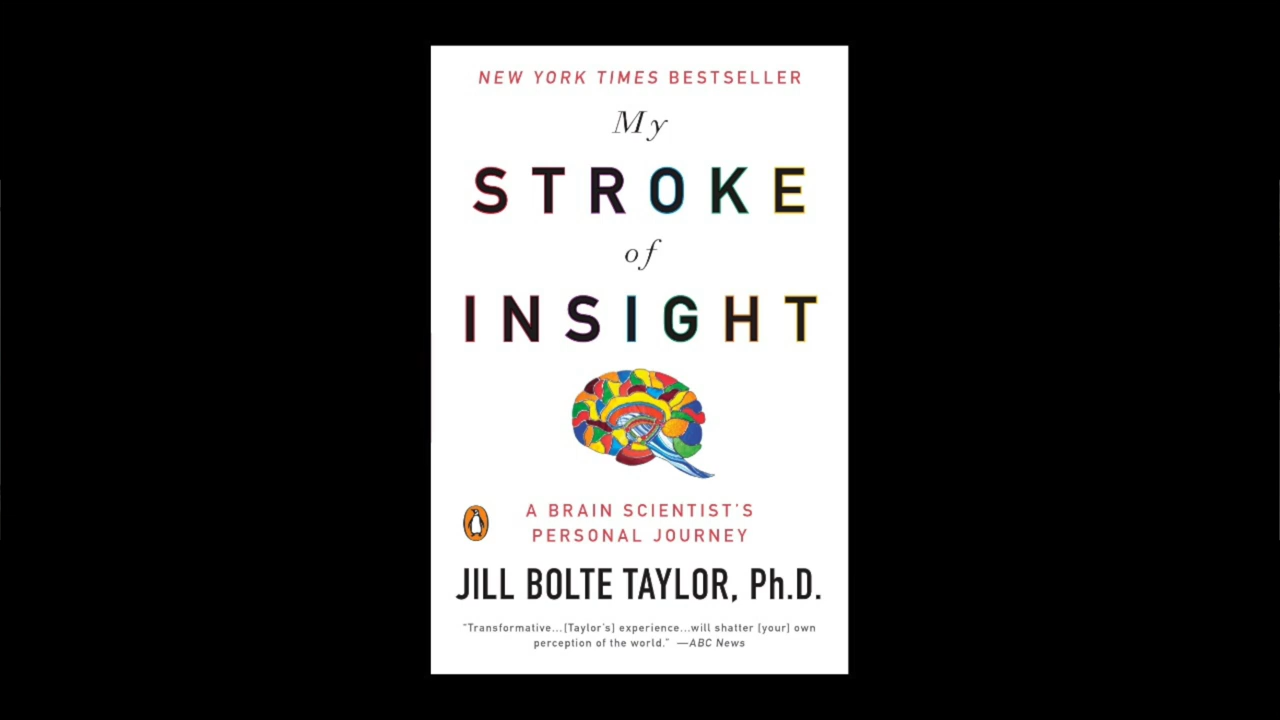 NEW YORK TIMES BESTSELLER
My
STROKE
of
INSIGHT
A BRAIN SCIENTIST'S
PERSONAL JOURNEY
JILL BOLTE TAYLOR, Ph.D.
"Transformative...[Taylor's] experience...will shatter [your] own
perception of the world." —ABC News